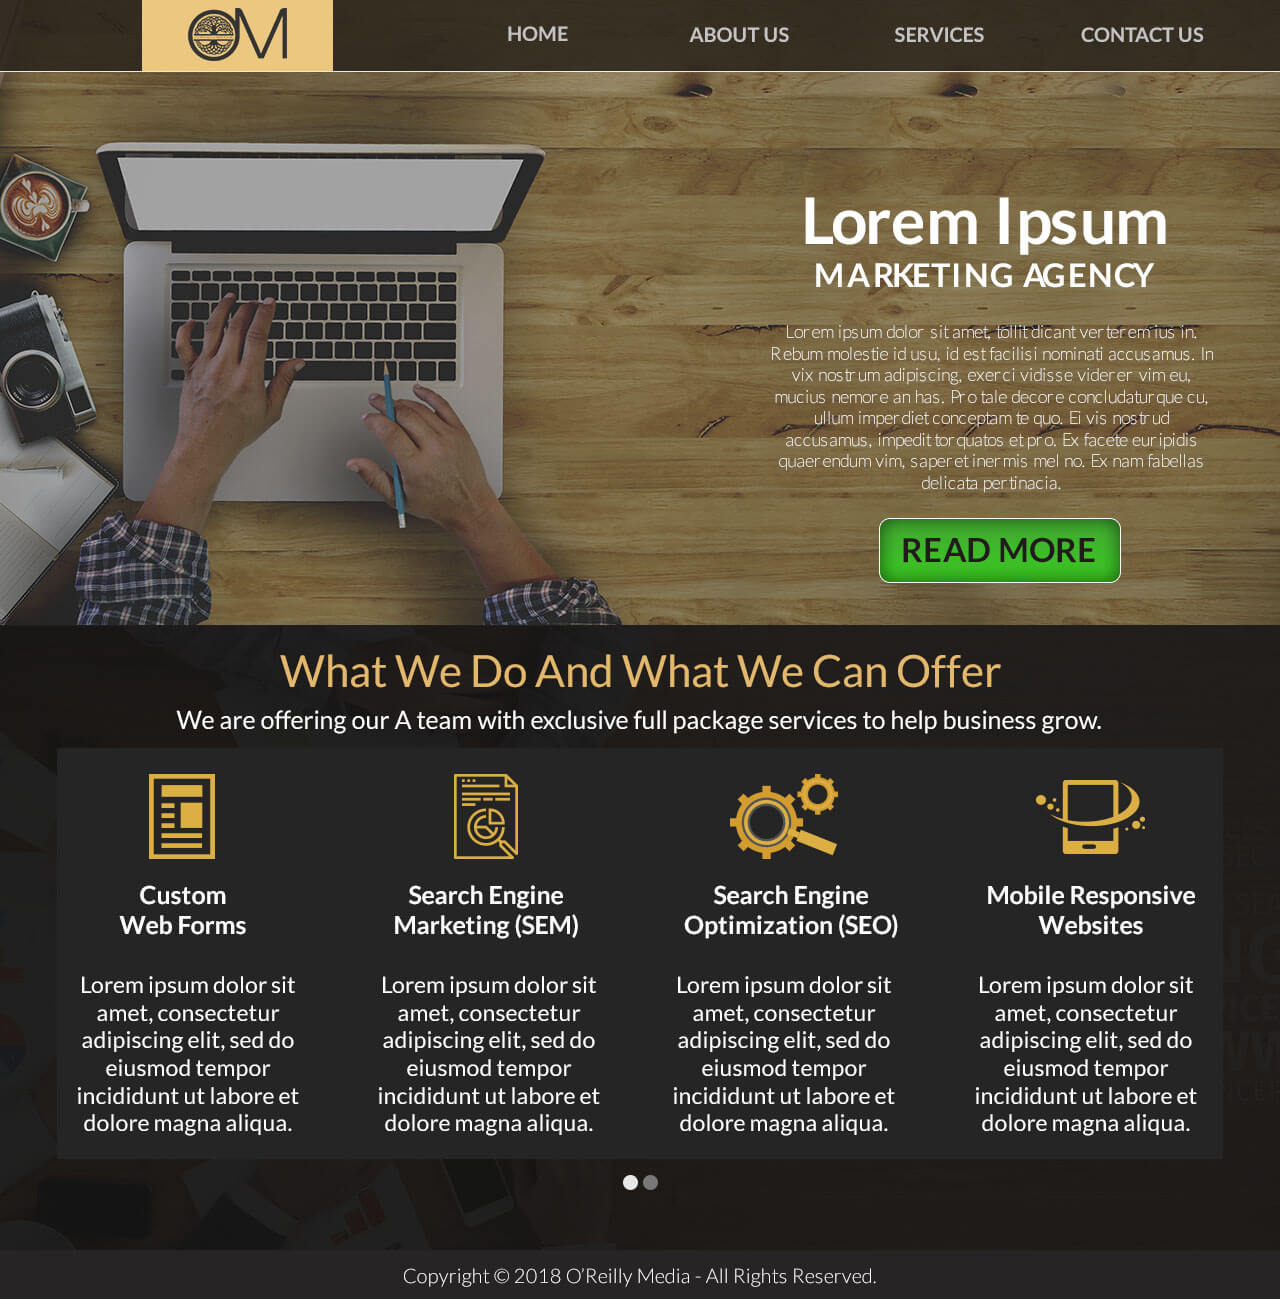 OM
HOME ABOUT US SERVICES CONTACT US
Lorem Ipsum
MARKETING AGENCY
Lorem ipsum dolor sit amet, tollit dicant verterem ius in.
Rebum molestie id usu, id est facilisi nominati accusamus. In
vix nostrum adipiscing, exerci vidisse viderer vim eu,
mucius nemore an has. Pro tale decore concludaturque cu,
ullum imperdiet conceptam te quo. Ei vis nostrud
accusamus, impedit torquatos et pro. Ex facete euripidis
quaerendum vim, saperet inermis mel no. Ex nam fabellas
delicata pertinacia.
READ MORE
What We Do And What We Can Offer
We are offering our A team with exclusive full package services to help business grow.
Custom
Web Forms
Lorem ipsum dolor sit
amet, consectetur
adipiscing elit, sed do
eiusmod tempor
incididunt ut labore et
dolore magna aliqua.
Search Engine
Marketing (SEM)
Lorem ipsum dolor sit
amet, consectetur
adipiscing elit, sed do
eiusmod tempor
incididunt ut labore et
dolore magna aliqua.
Search Engine
Optimization (SEO)
Lorem ipsum dolor sit
amet, consectetur
adipiscing elit, sed do
eiusmod tempor
incididunt ut labore et
dolore magna aliqua.
Mobile Responsive
Websites
Lorem ipsum dolor sit
amet, consectetur
adipiscing elit, sed do
eiusmod tempor
incididunt ut labore et
dolore magna aliqua.
Copyright © 2018 O’Reilly Media - All Rights Reserved.